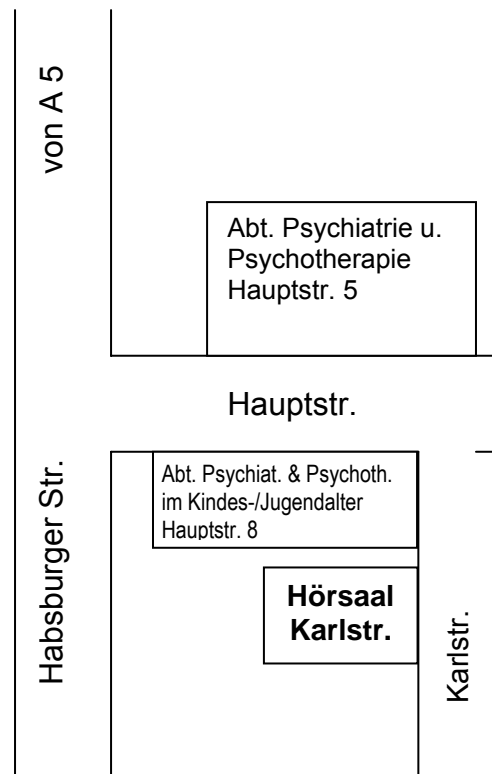 von A 5
Abt. Psychiatrie u.
Psychotherapie
Hauptstr. 5
Hauptstr.
Habsburger Str.
Abt. Psychiat. & Psychoth.
im Kindes-/Jugendalter
Hauptstr. 8
Hörsaal
Karlstr.
Karlstr.